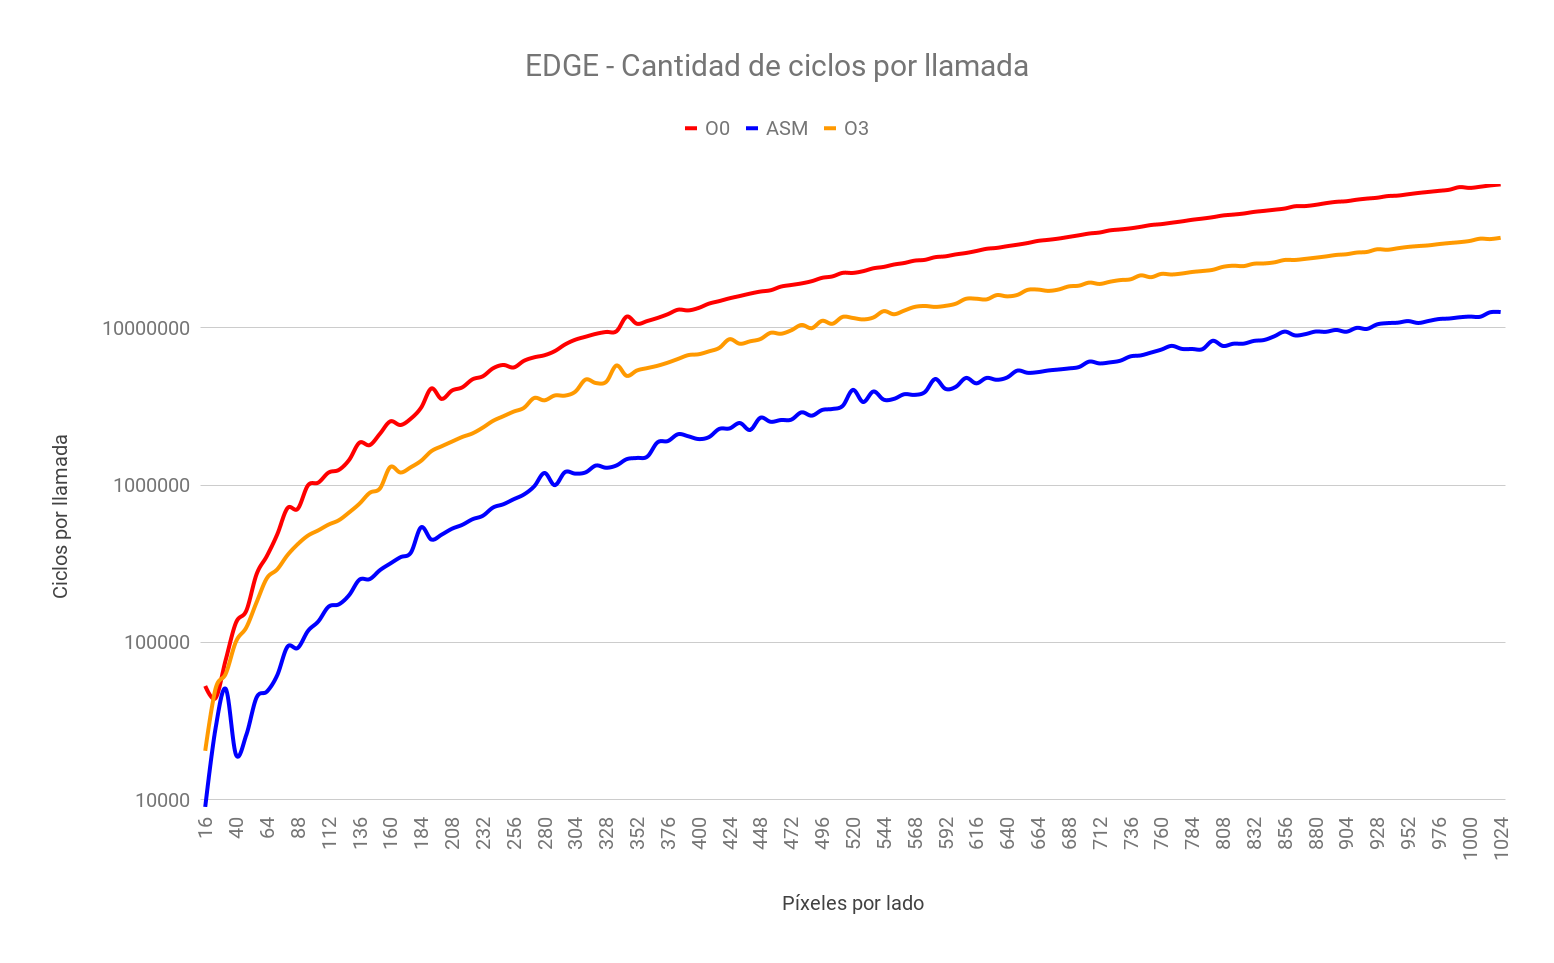 EDGE - Cantidad de ciclos por llamada
O0 ASM O3
Ciclos por llamada
10000000
1000000
100000
10000
16 40 64 88 112 136 160 184 208 232 256 280 304 328 352 376 400 424 448 472 496 520 544 568 592 616 640 664 688 712 736 760 784 808 832 856 880 904 928 952 976 1000 1024
Píxeles por lado